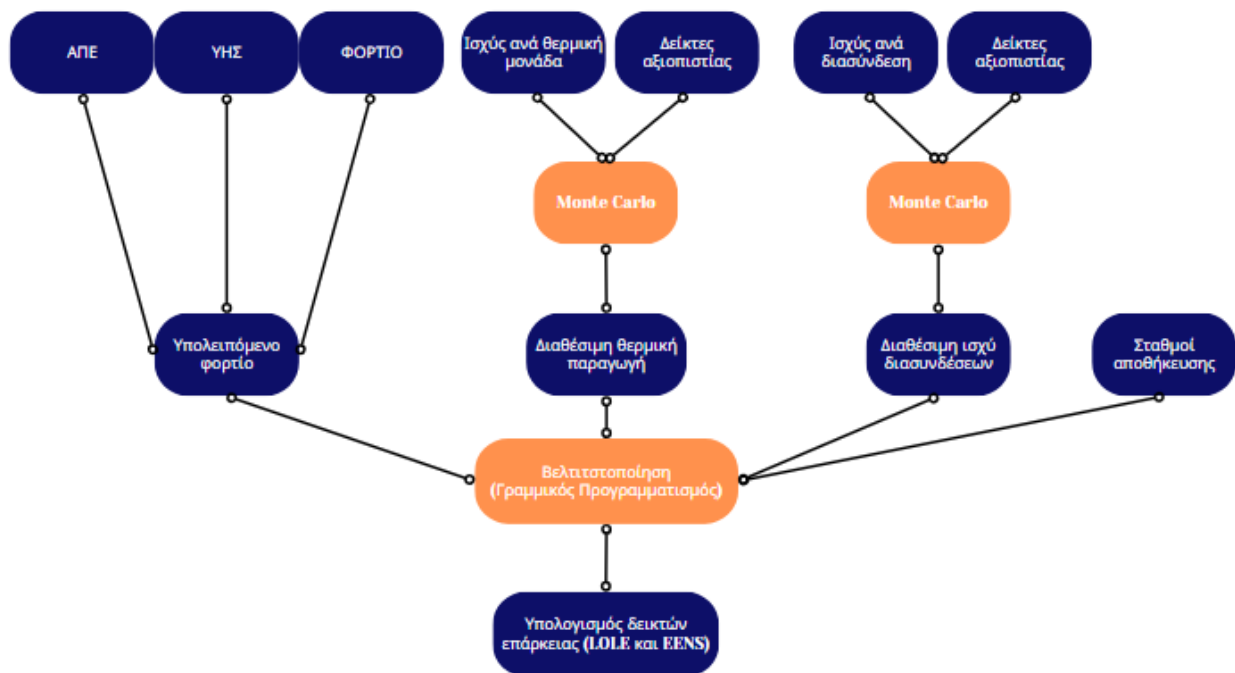 ΑΠΕ
ΥΗΣ
ΦΟΡΤΙΟ
Ισχύς ανά θερμική
μονάδα
Δείκτες
αξιοπιστίας
Ισχύς ανά
διασύνδεση
Δείκτες
αξιοπιστίας
Monte Carlo
Monte Carlo
Υπολειπόμενο
φορτίο
Διαθέσιμη θερμική
παραγωγή
Διαθέσιμη ισχύ
διασυνδέσεων
Σταθμοί
αποθήκευσης
Βελτιτστοποίηση
(Γραμμικός Προγραμματισμός)
Υπολογισμός δεικτών
επάρκειας (LOLE και EENS)